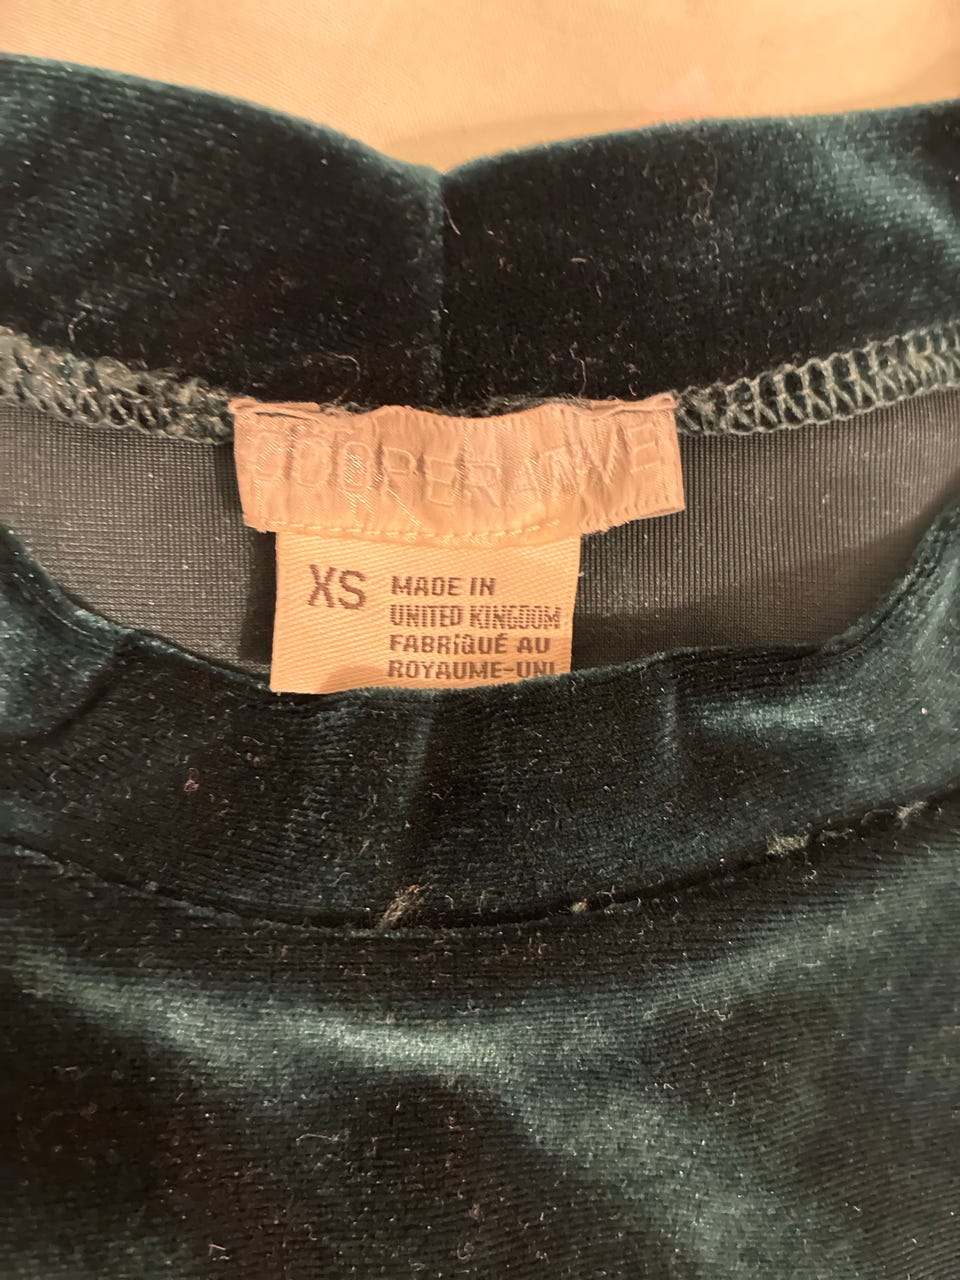 COOPERATIVE
XS
MADE IN
UNITED KINGDOM
FABRIQUÉ AU
ROYAUME-UNI